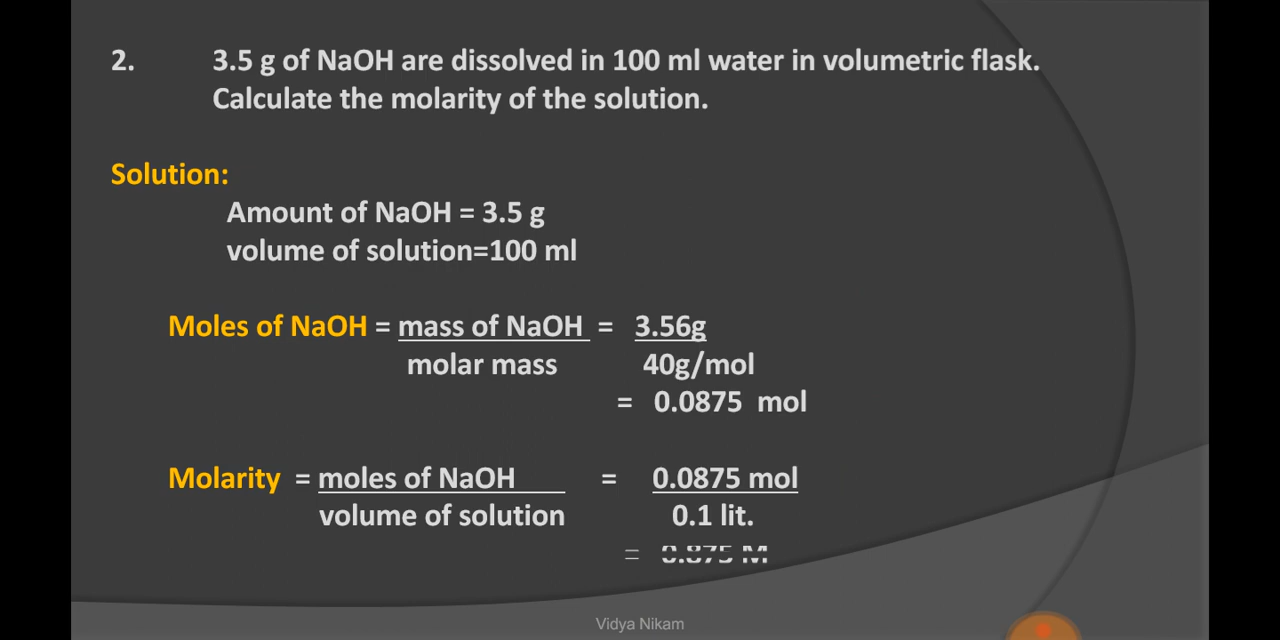 2. 3.5 g of NaOH are dissolved in 100 ml water in volumetric flask.
Calculate the molarity of the solution.
Solution:
Amount of NaOH = 3.5 g
volume of solution=100 ml
Moles of NaOH = mass of NaOH = 3.56g
molar mass 40g/mol
= 0.0875 mol
Molarity = moles of NaOH = 0.0875 mol
volume of solution 0.1 lit.
= 0.875 M
Vidya Nikam